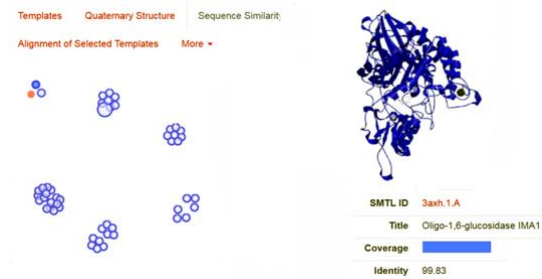 Templates Quaternary Structure Sequence Similarit
Alignment of Selected Templates More
SMTL ID 3axh.1.A
Title Oligo-1,6-glucosidase IMA1
Coverage
Identity 99.83